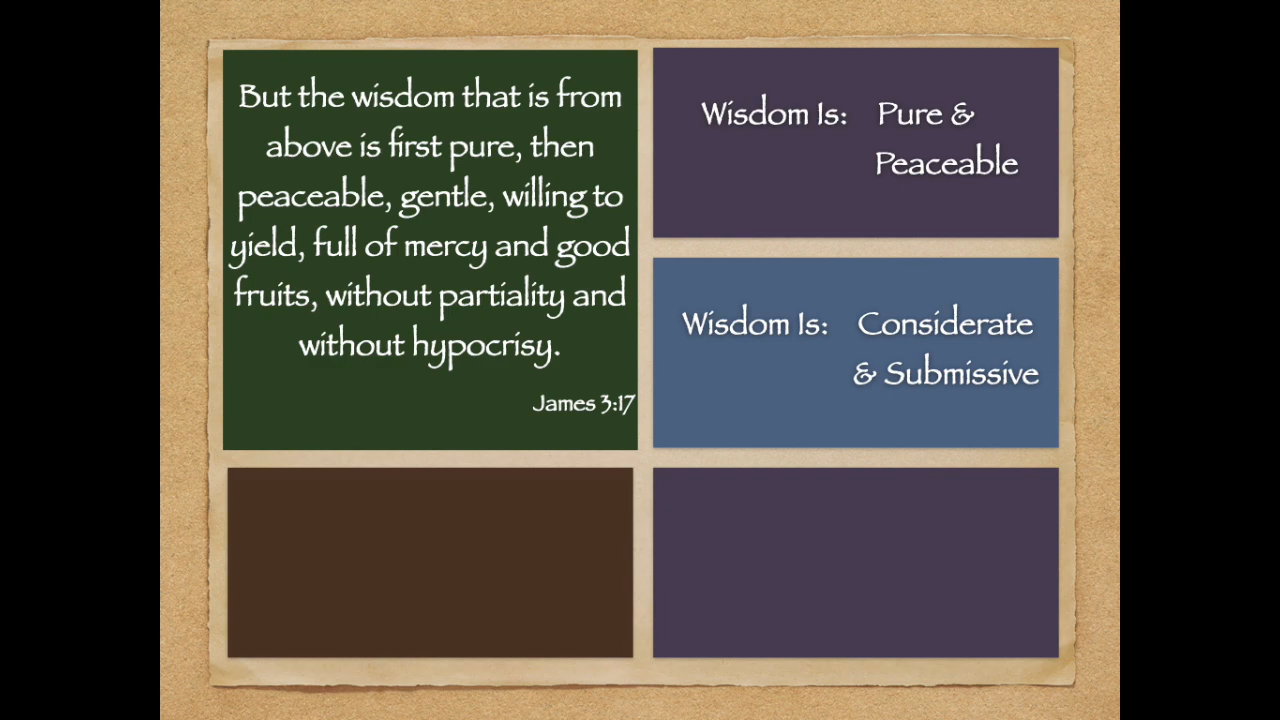 But the wisdom that is from
above is first pure, then
peaceable, gentle, willing to
yield, full of mercy and good
fruits, without partiality and
without hypocrisy.
James 3:17
Wisdom Is: Pure &
Peaceable
Wisdom Is: Considerate
& Submissive